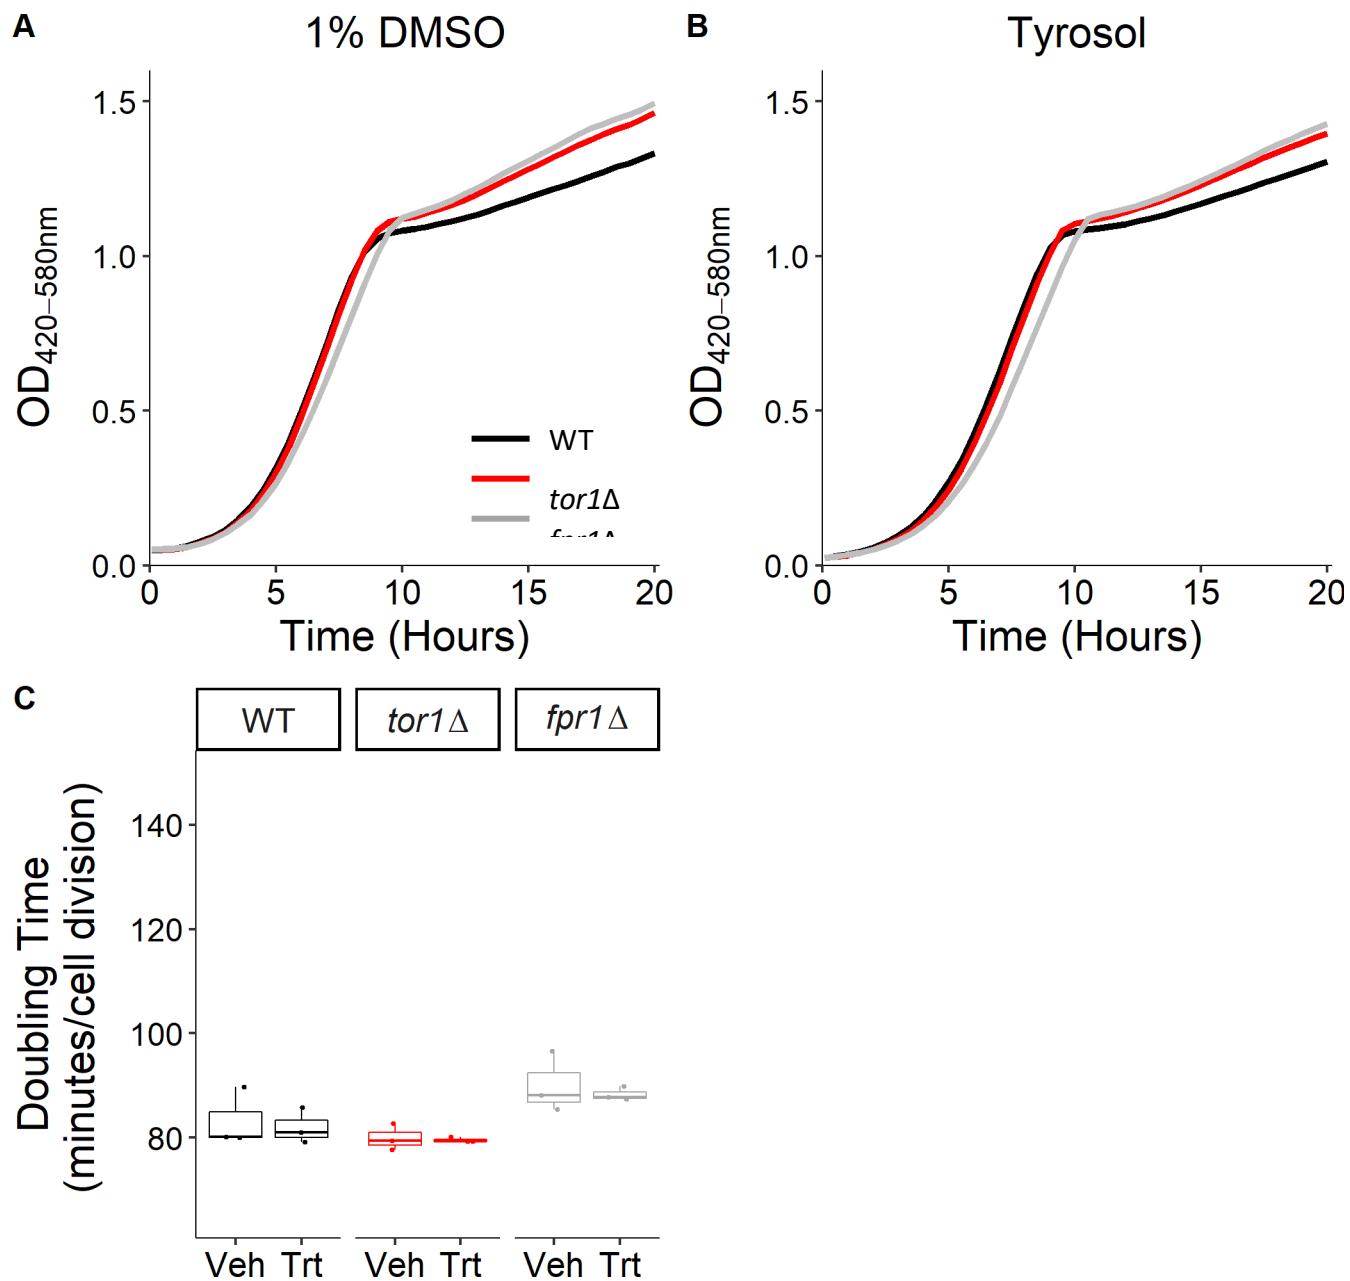 A
1% DMSO
1.5
1.0
0.5
0.0
OD420−580nm
WT
tor1Δ
fpr1Δ
0 5 10 15 20
Time (Hours)
B
Tyrosol
1.5
1.0
0.5
0.0
OD420−580nm
0 5 10 15 20
Time (Hours)
C
WT
tor1Δ
fpr1Δ
140
120
100
80
Doubling Time
(minutes/cell division)
Veh Trt
Veh Trt
Veh Trt